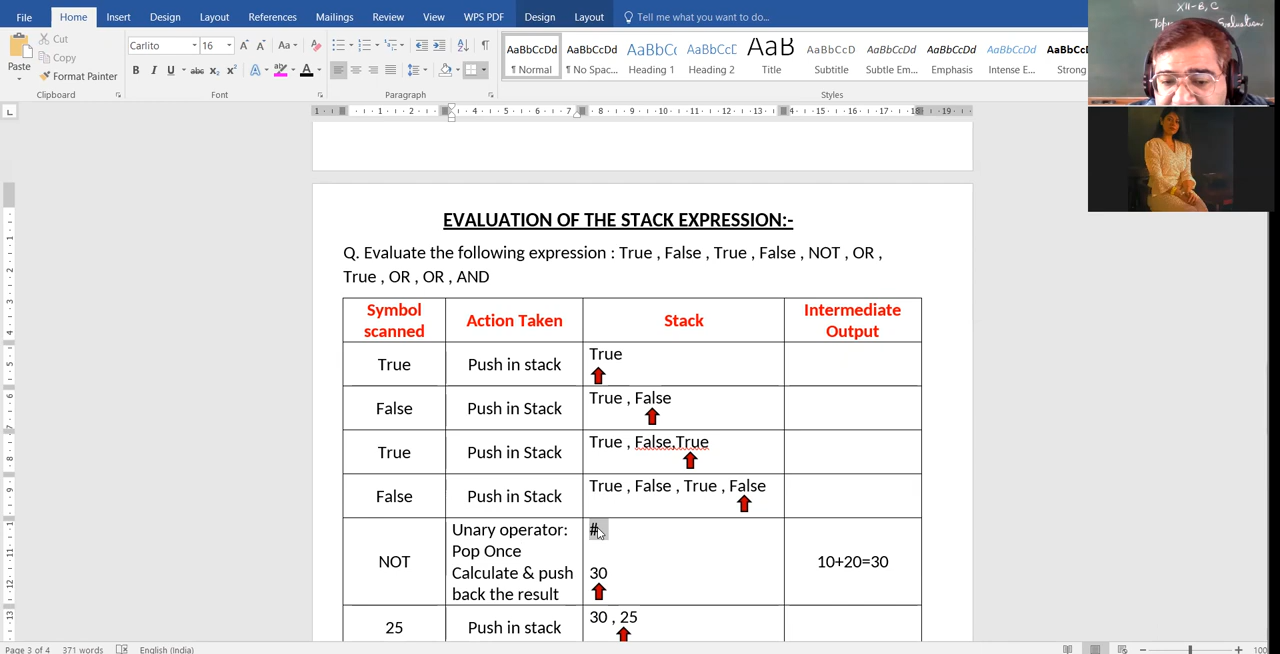 File Home Insert Design Layout References Mailings Review View WPS PDF Design Layout Tell me what you want to do...
XII-B, C
Evaluation
Paste
Cut
Copy
Format Painter
Clipboard
Carlito 16
Font
Paragraph
AaBbCcDd AaBbCcDd AaBbCc AaBbCcD AaB AaBbCcD AaBbCcDd AaBbCcDd AaBbCcDd AaBbCc
¶ Normal ¶ No Spac... Heading 1 Heading 2 Title Subtitle Subtle Em... Emphasis Intense E... Strong
Styles
EVALUATION OF THE STACK EXPRESSION:-
Q. Evaluate the following expression : True , False , True , False , NOT , OR ,
True , OR , OR , AND
Symbol scanned Action Taken Stack Intermediate Output
True Push in stack True
False Push in Stack True , False
True Push in Stack True , False,True
False Push in Stack True , False , True , False
NOT
Unary operator:
Pop Once
Calculate & push
back the result
#
30
10+20=30
25 Push in stack 30 , 25
Page 3 of 4 371 words English (India) 100